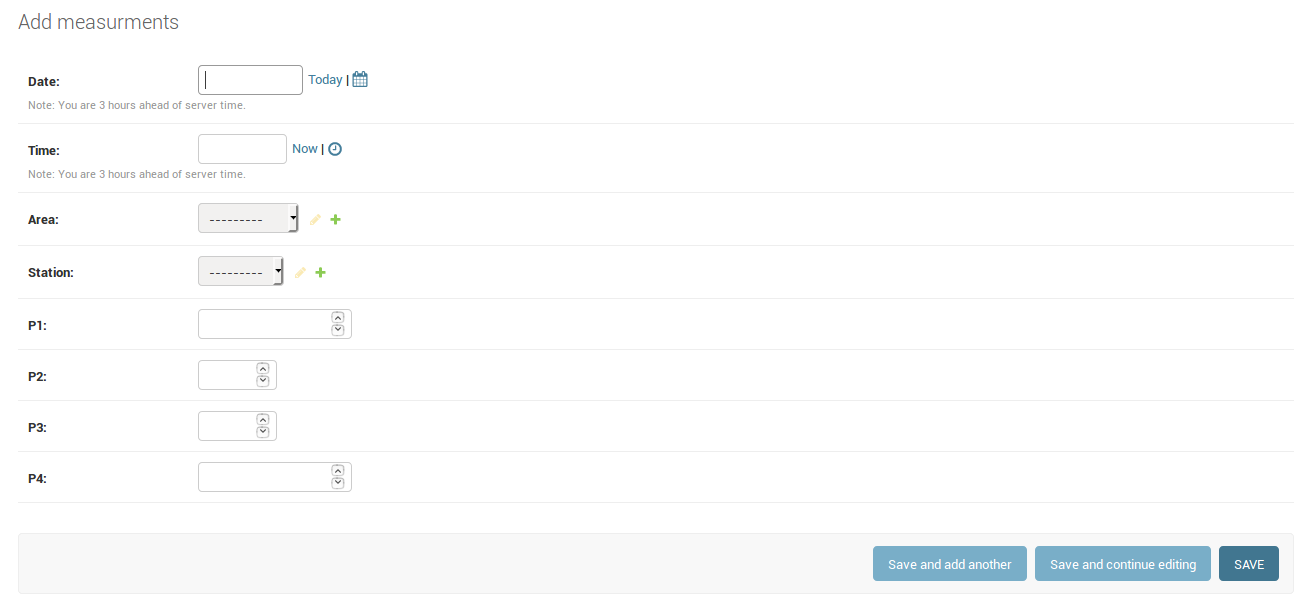 Add measurments
Date: Today |
Note: You are 3 hours ahead of server time.
Time: Now |
Note: You are 3 hours ahead of server time.
Area: ---------
Station: ---------
P1:
P2:
P3:
P4:
Save and add another Save and continue editing SAVE